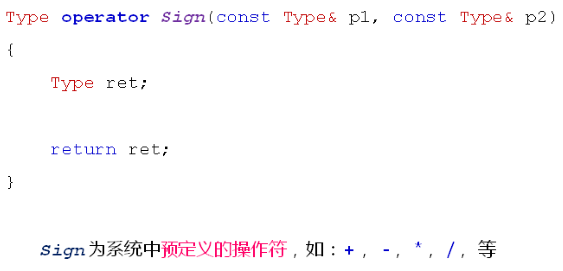 Type operator Sign(const Type& p1, const Type& p2)
{
Type ret;
return ret;
}
Sign为系统中预定义的操作符，如：+，-，*，/，等